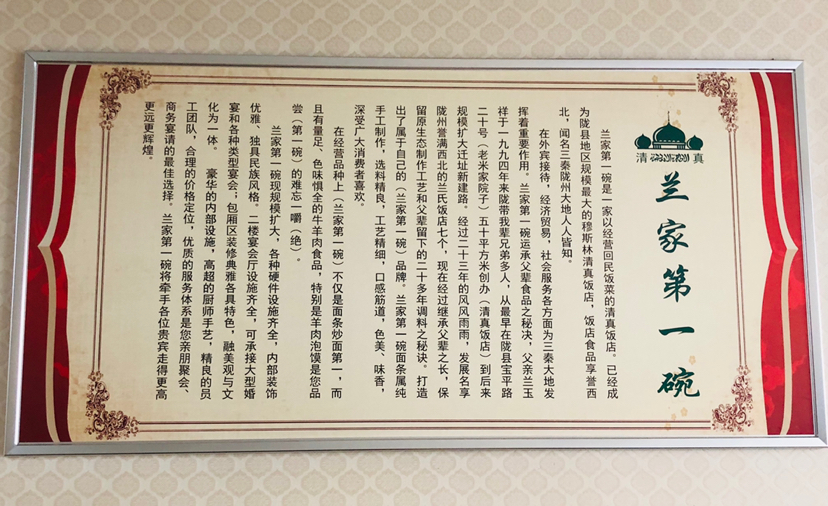 清真
兰家第一碗
兰家第一碗是一家以经营回民饭菜的清真饭店。已经成
为陇县地区规模最大的穆斯林清真饭店，饭店食品享誉西
北，闻名三秦陇州大地人人皆知。
在外宾接待，经济贸易，社会服务各方面为三秦大地发
挥着重要作用。兰家第一碗运承父辈食品之秘决，父亲兰玉
祥于一九九四年来陇带我辈兄弟多人，从最早在陇县宝平路
二十号（老米家院子）五十平方米创办（清真饭店）到后来
规模扩大迁址新建路。经过二十三年的风风雨雨，发展名享
陇州誉满西北的兰氏饭店七个，现在经过继承父辈之长，保
留原生态制作工艺和父辈留下的二十多年调料之秘诀。打造
出了属于自己的（兰家第一碗）品牌。兰家第一碗面条属纯
手工制作，选料精良，工艺精细，口感筋道，色美、味香，
深受广大消费者喜欢。
在经营品种上（兰家第一碗）不仅是面条炒面第一，而
且有量足、色味惧全的牛羊肉食品，特别是羊肉泡馍是您品
尝（第一碗）的难忘一嚼（绝）。
兰家第一碗现规模扩大，各种硬件设施齐全，内部装饰
优雅、独具民族风格。二楼宴会厅设施齐全，可承接大型婚
宴和各种类型宴会；包厢区装修典雅各具特色，融美观与文
化为一体。 豪华的内部设施，高超的厨师手艺，精良的员
工团队，合理的价格定位，优质的服务体系是您亲朋聚会、
商务宴请的最佳选择。 兰家第一碗将牵手各位贵宾走得更高
更远更辉煌。